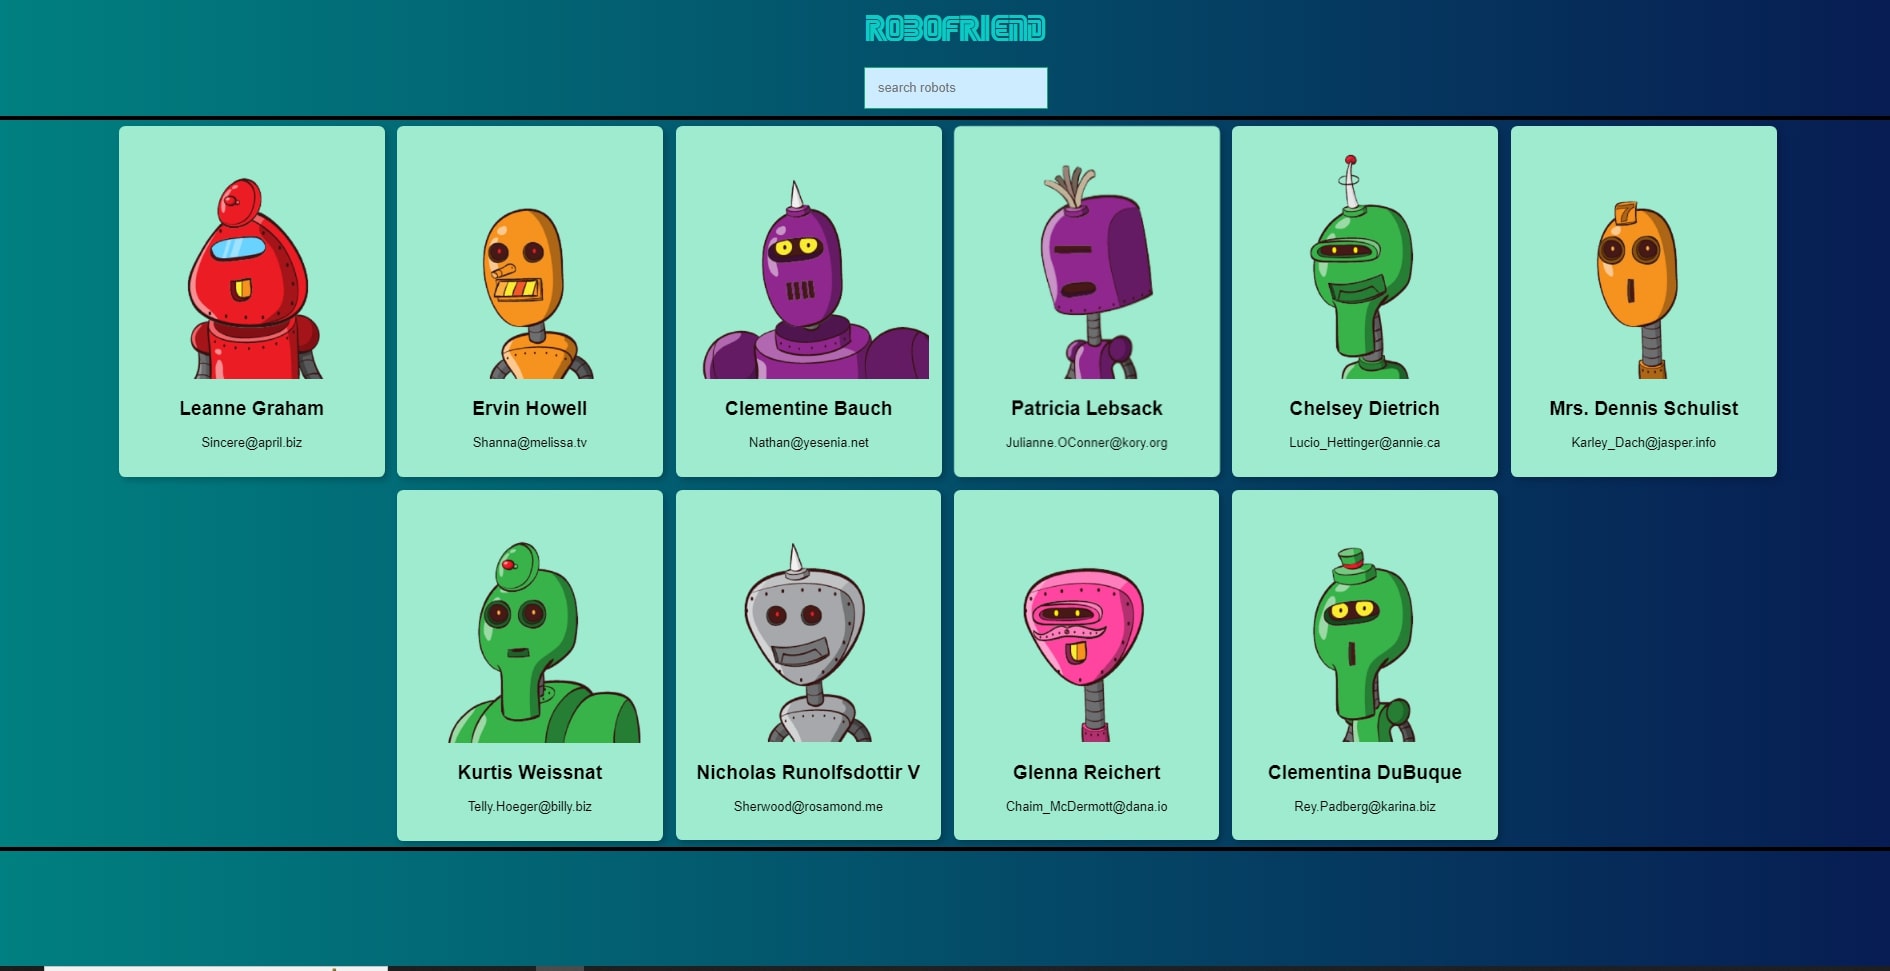 ROBOFRIEND
search robots
7
Leanne Graham
Sincere@april.biz
Ervin Howell
Shanna@melissa.tv
Clementine Bauch
Nathan@yesenia.net
Patricia Lebsack
Julianne.OConner@kory.org
Chelsey Dietrich
Lucio_Hettinger@annie.ca
Mrs. Dennis Schulist
Karley_Dach@jasper.info
Kurtis Weissnat
Telly.Hoeger@billy.biz
Nicholas Runolfsdottir V
Sherwood@rosamond.me
Glenna Reichert
Chaim_McDermott@dana.io
Clementina DuBuque
Rey.Padberg@karina.biz